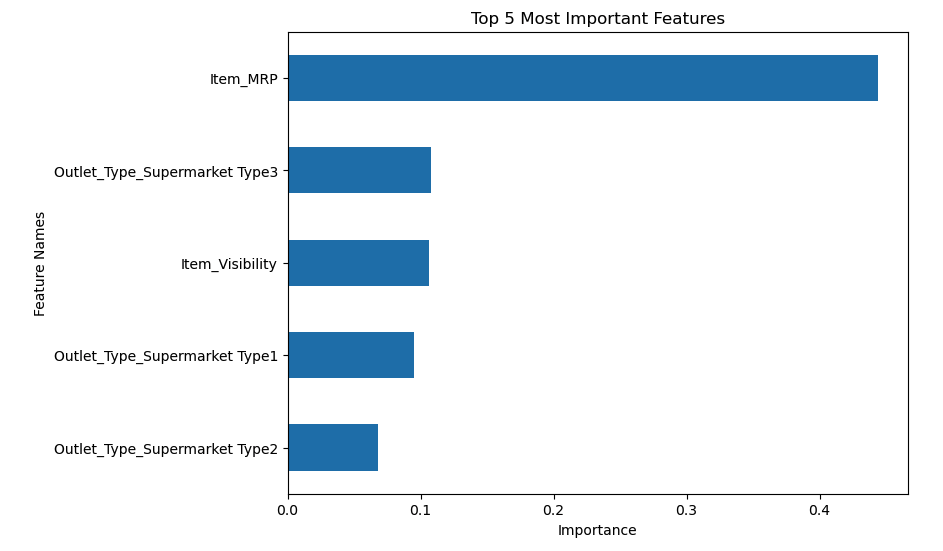 Top 5 Most Important Features
Item_MRP
Outlet_Type_Supermarket Type3
Item_Visibility
Outlet_Type_Supermarket Type1
Outlet_Type_Supermarket Type2
Feature Names
0.0 0.1 0.2 0.3 0.4
Importance